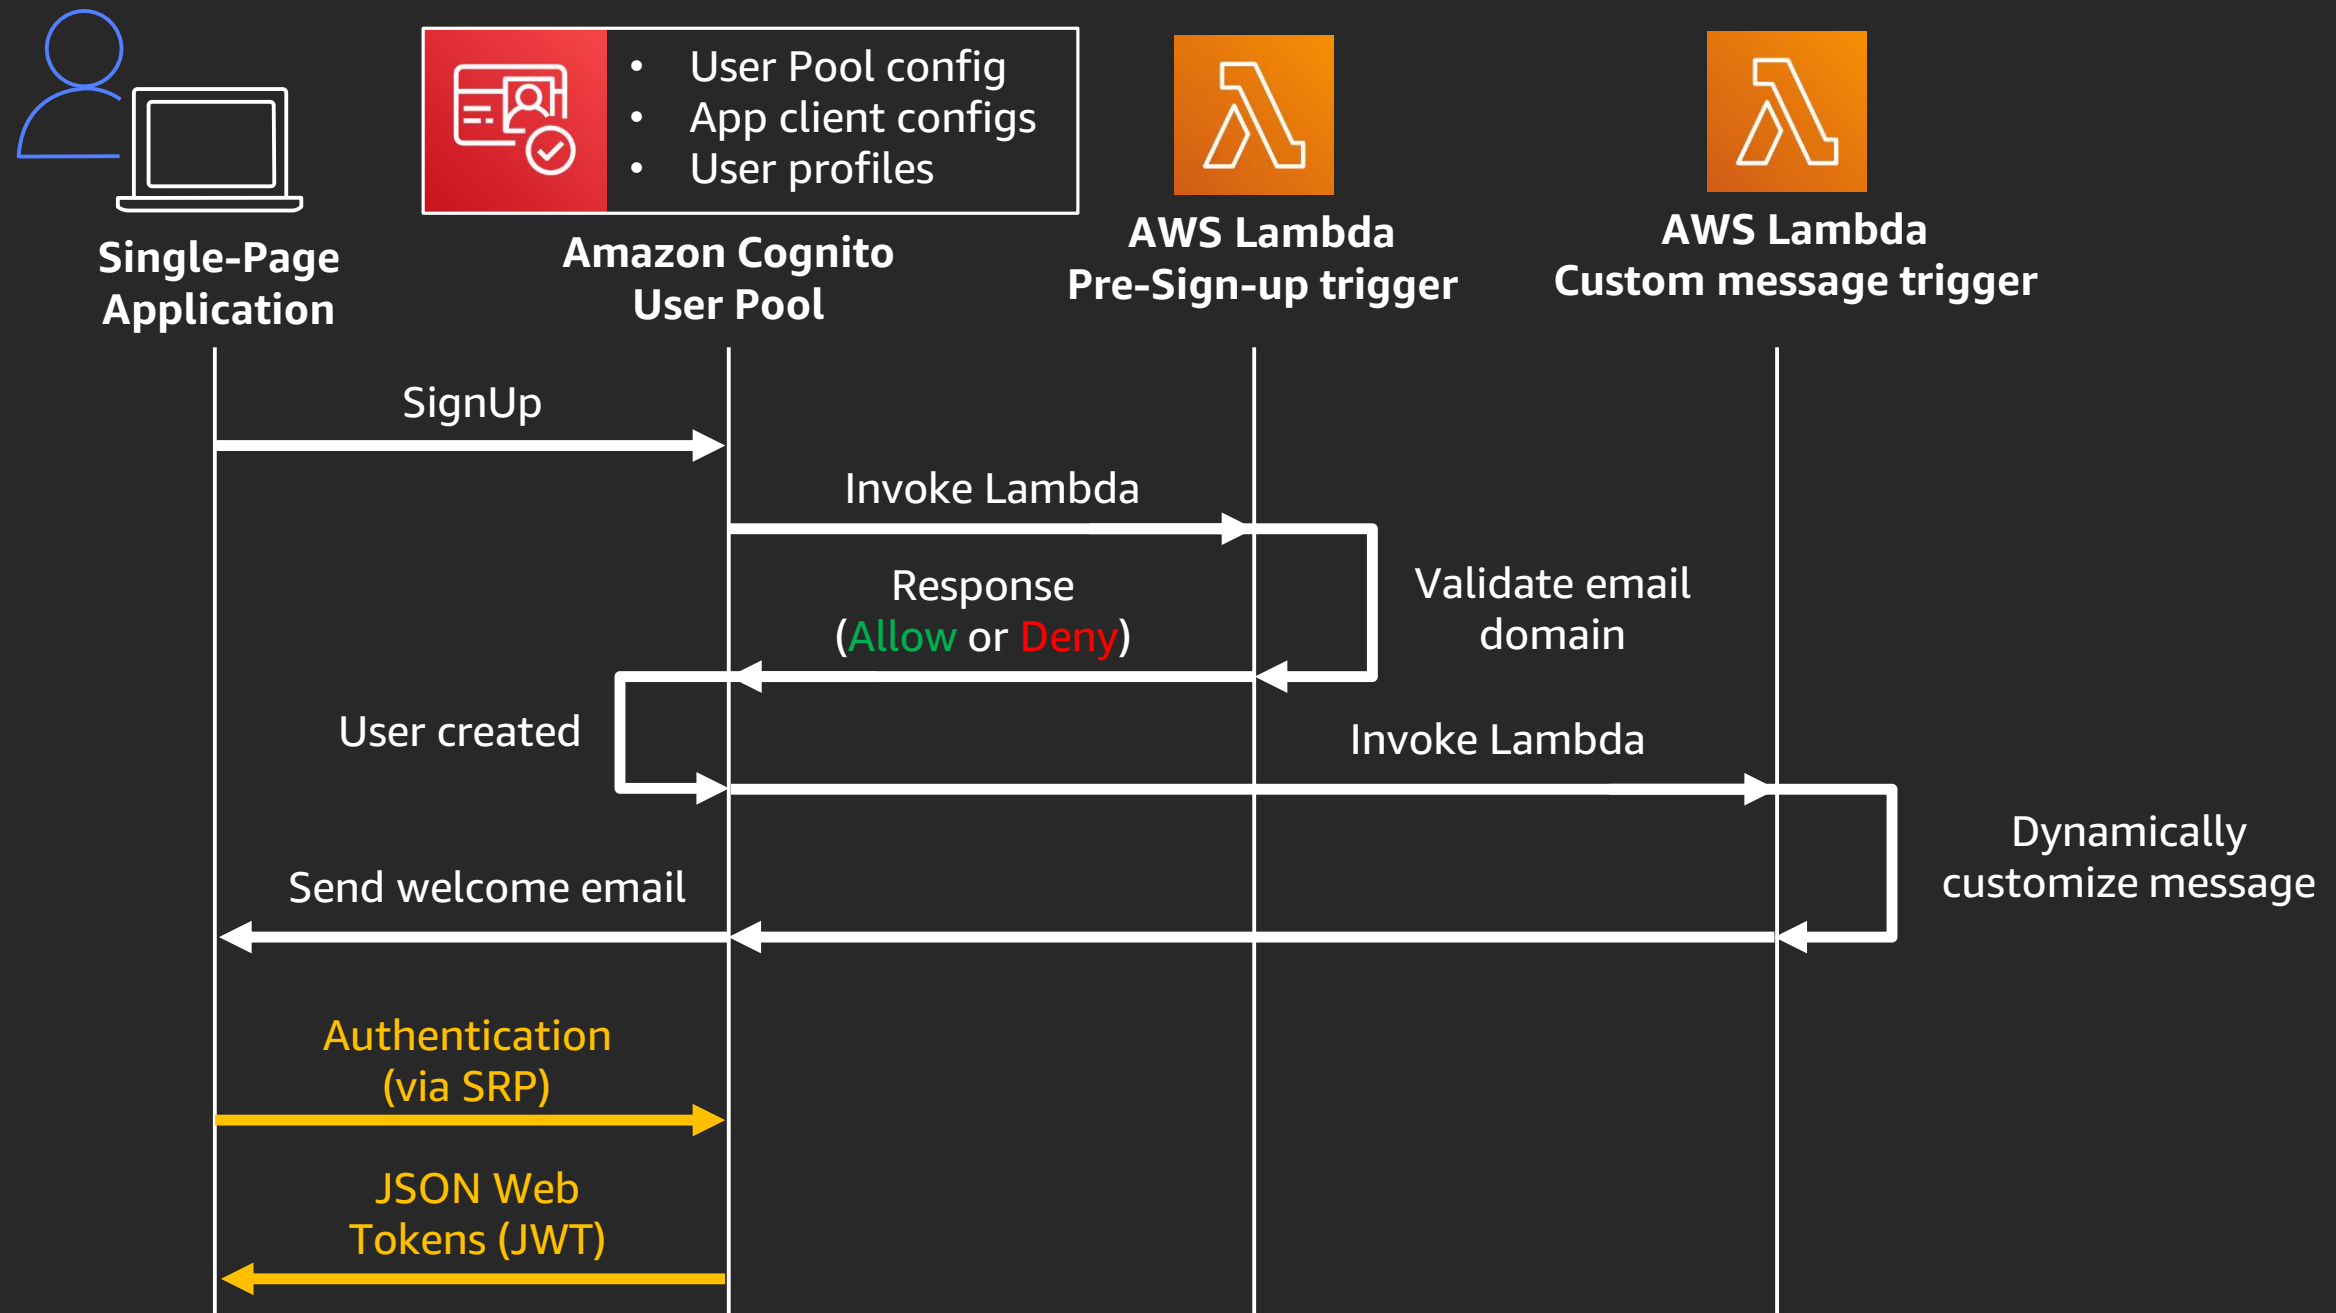 • User Pool config
• App client configs
• User profiles
Single-Page
Application
Amazon Cognito
User Pool
AWS Lambda
Pre-Sign-up trigger
AWS Lambda
Custom message trigger
SignUp
Invoke Lambda
Response
(Allow or Deny)
Validate email
domain
User created
Invoke Lambda
Dynamically
customize message
Send welcome email
Authentication
(via SRP)
JSON Web
Tokens (JWT)